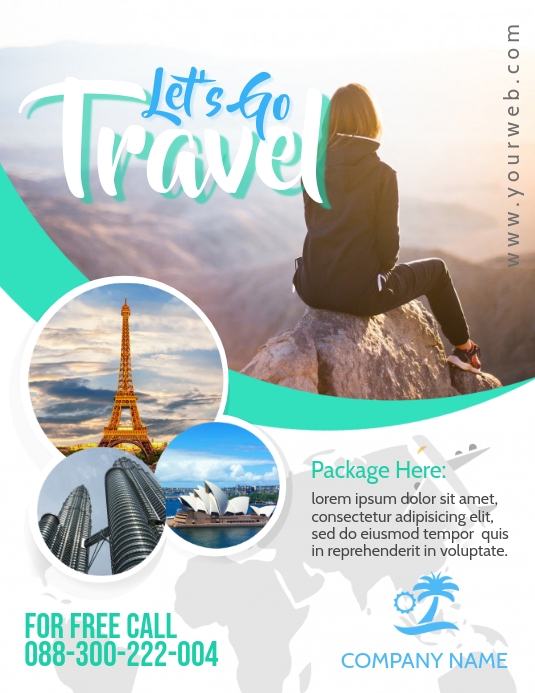 Let's Go
Travel
www.yourweb.com
Package Here:
lorem ipsum dolor sit amet,
consectetur adipisicing elit,
sed do eiusmod tempor quis
in reprehenderit in voluptate.
FOR FREE CALL
088-300-222-004
COMPANY NAME